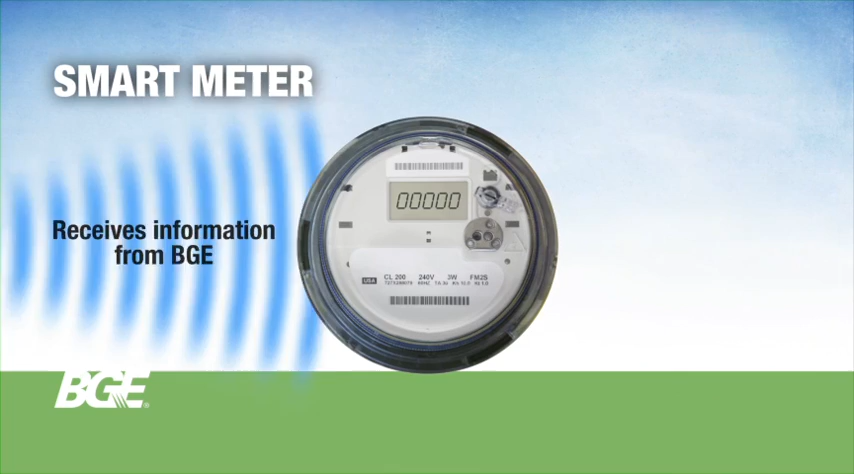 SMART METER
Receives information
from BGE
00000
USA
CL 200 240V 3W FM2S
BGE